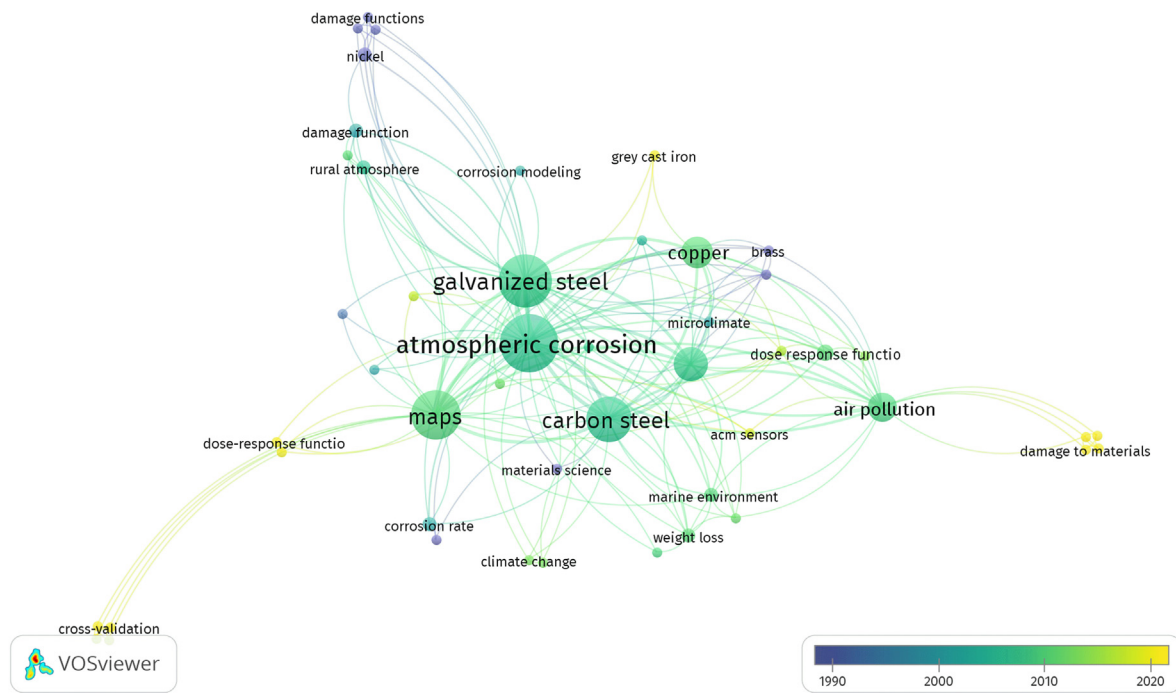 damage functions
nickel
damage function
grey cast iron
rural atmosphere
corrosion modeling
copper
brass
galvanized steel
microclimate
atmospheric corrosion
dose response functio
air pollution
maps
carbon steel
acm sensors
dose-response functio
damage to materials
materials science
marine environment
corrosion rate
weight loss
climate change
cross-validation
VOSviewer
1990 2000 2010 2020